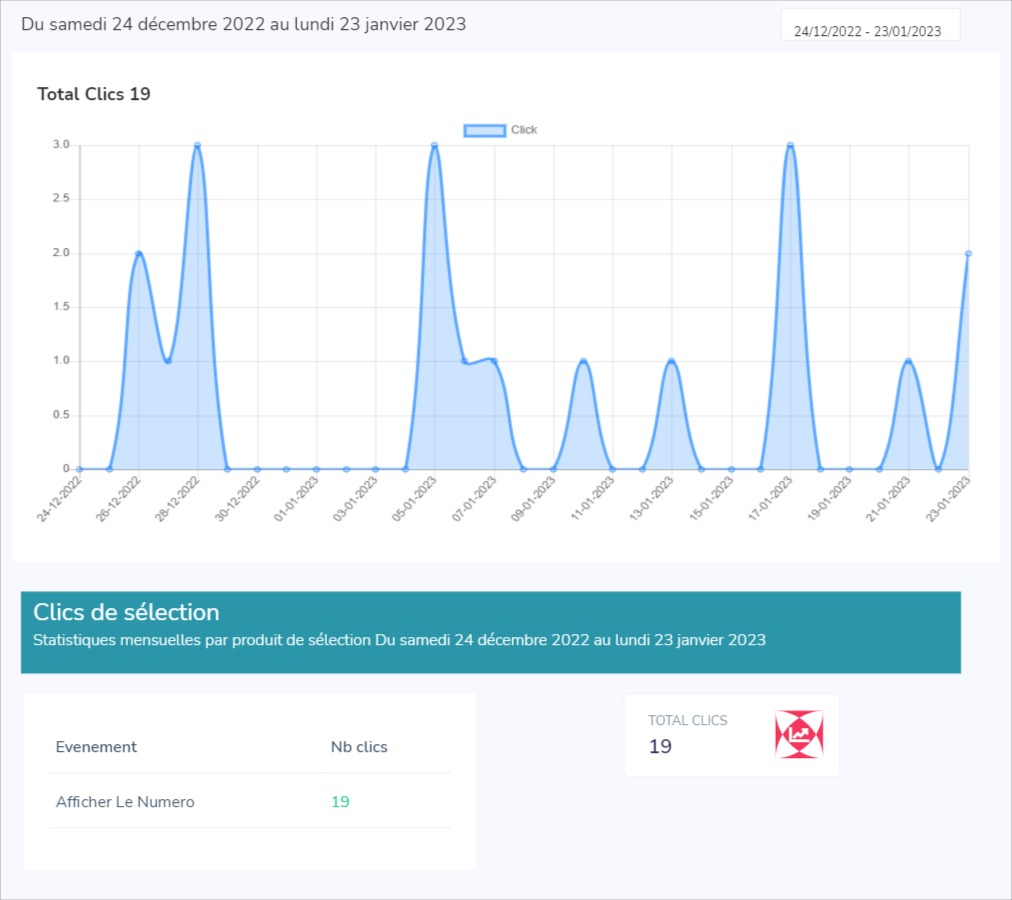 Du samedi 24 décembre 2022 au lundi 23 janvier 2023
24/12/2022 - 23/01/2023
Total Clics 19
Click
3.0
2.5
2.0
1.5
1.0
0.5
0
24-12-2022
26-12-2022
28-12-2022
30-12-2022
01-01-2023
03-01-2023
05-01-2023
07-01-2023
09-01-2023
11-01-2023
13-01-2023
15-01-2023
17-01-2023
19-01-2023
21-01-2023
23-01-2023
Clics de sélection
Statistiques mensuelles par produit de sélection Du samedi 24 décembre 2022 au lundi 23 janvier 2023
Evenement Nb clics
Afficher Le Numero 19
TOTAL CLICS
19